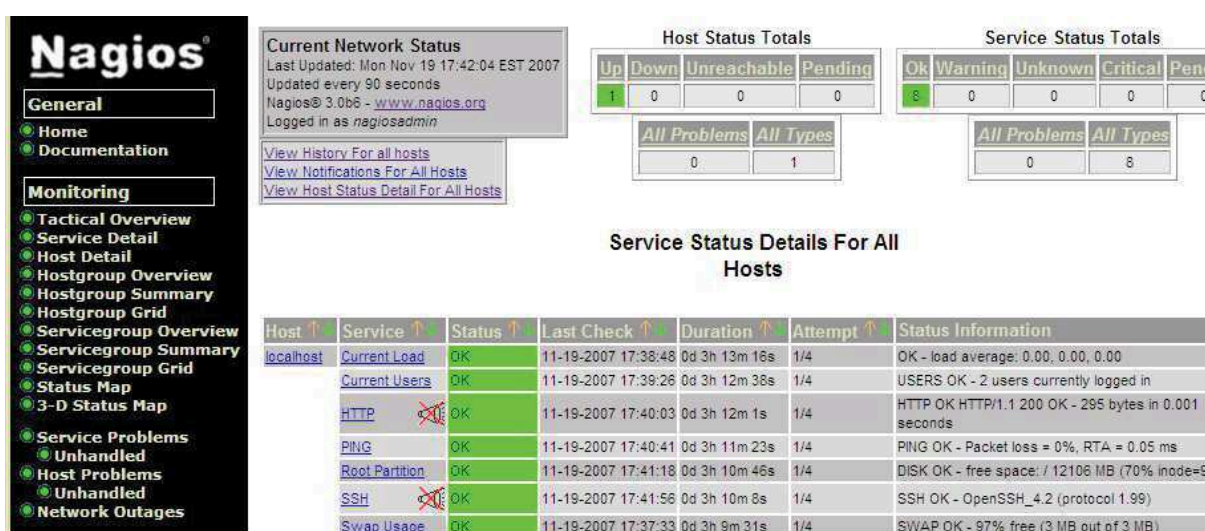 Nagios®
General
Home
Documentation
Monitoring
Tactical Overview
Service Detail
Host Detail
Hostgroup Overview
Hostgroup Summary
Hostgroup Grid
Servicegroup Overview
Servicegroup Summary
Servicegroup Grid
Status Map
3-D Status Map
Service Problems
Unhandled
Host Problems
Unhandled
Network Outages
Current Network Status
Last Updated: Mon Nov 19 17:42:04 EST 2007
Updated every 90 seconds
Nagios® 3.0b6 - www.nagios.org
Logged in as nagiosadmin
View History For all hosts
View Notifications For All Hosts
View Host Status Detail For All Hosts
Host Status Totals
Up Down Unreachable Pending
1 0 0 0
All Problems All Types
0 1
Service Status Totals
Ok Warning Unknown Critical Pen
8 0 0 0
All Problems All Types
0 8
Service Status Details For All
Hosts
Host Service Status Last Check Duration Attempt Status Information
localhost Current Load OK 11-19-2007 17:38:48 0d 3h 13m 16s 1/4 OK - load average: 0.00, 0.00, 0.00
Current Users OK 11-19-2007 17:39:26 0d 3h 12m 38s 1/4 USERS OK - 2 users currently logged in
HTTP OK 11-19-2007 17:40:03 0d 3h 12m 1s 1/4 HTTP OK HTTP/1.1 200 OK - 295 bytes in 0.001
seconds
PING OK 11-19-2007 17:40:41 0d 3h 11m 23s 1/4 PING OK - Packet loss = 0%, RTA = 0.05 ms
Root Partition OK 11-19-2007 17:41:18 0d 3h 10m 46s 1/4 DISK OK - free space: / 12106 MB (70% inode=9
SSH OK 11-19-2007 17:41:56 0d 3h 10m 8s 1/4 SSH OK - OpenSSH_4.2 (protocol 1.99)
Swap Usage OK 11-19-2007 17:37:33 0d 3h 9m 31s 1/4 SWAP OK - 97% free (3 MB out of 3 MB)